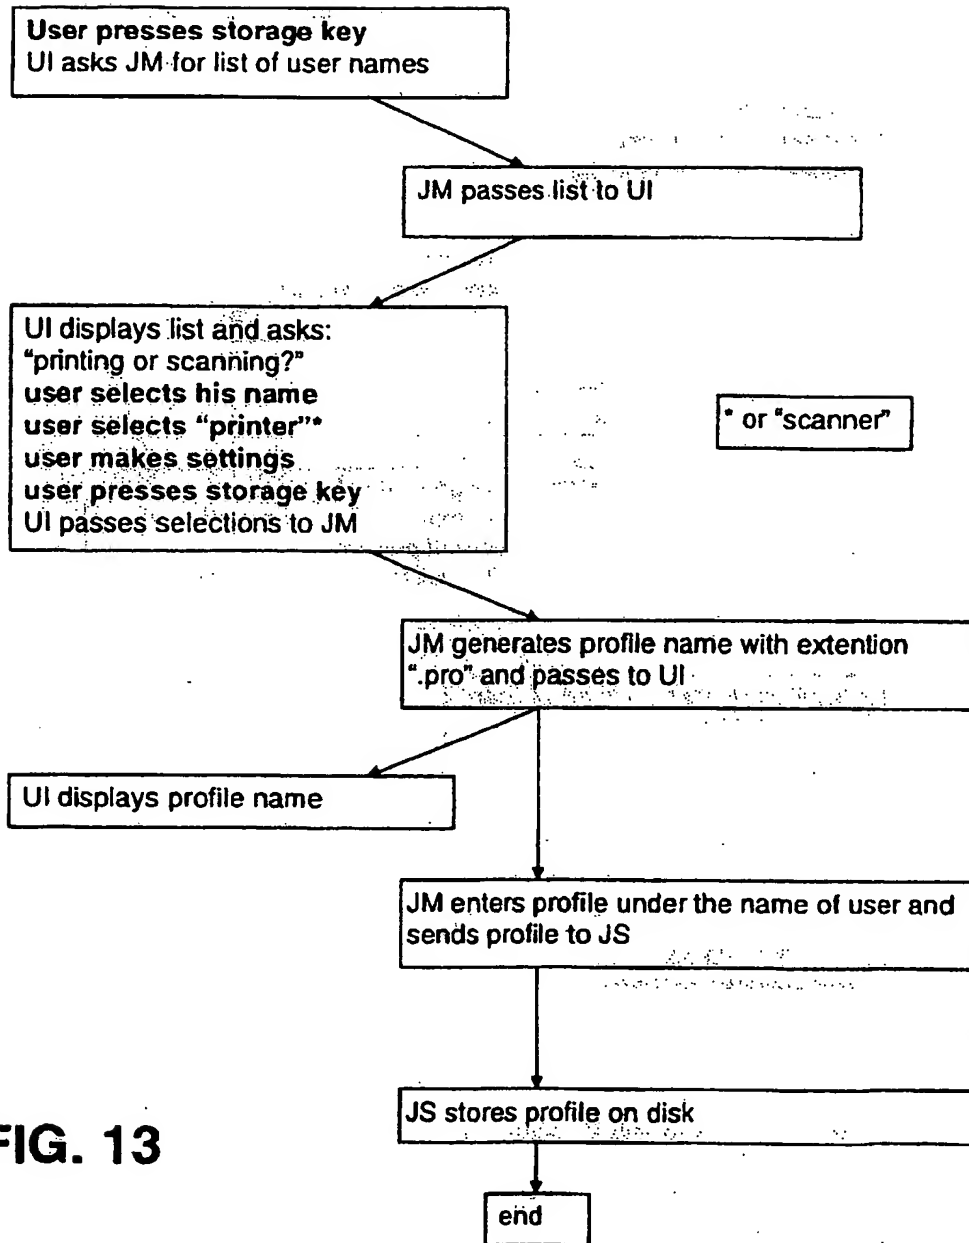 User presses storage key
UI asks JM for list of user names
JM passes list to UI
UI displays list and asks:
"printing or scanning?"
user selects his name
user selects "printer"*
user makes settings
user presses storage key
UI passes selections to JM
* or "scanner"
JM generates profile name with extention
".pro" and passes to UI
UI displays profile name
JM enters profile under the name of user and
sends profile to JS
JS stores profile on disk
FIG. 13
end